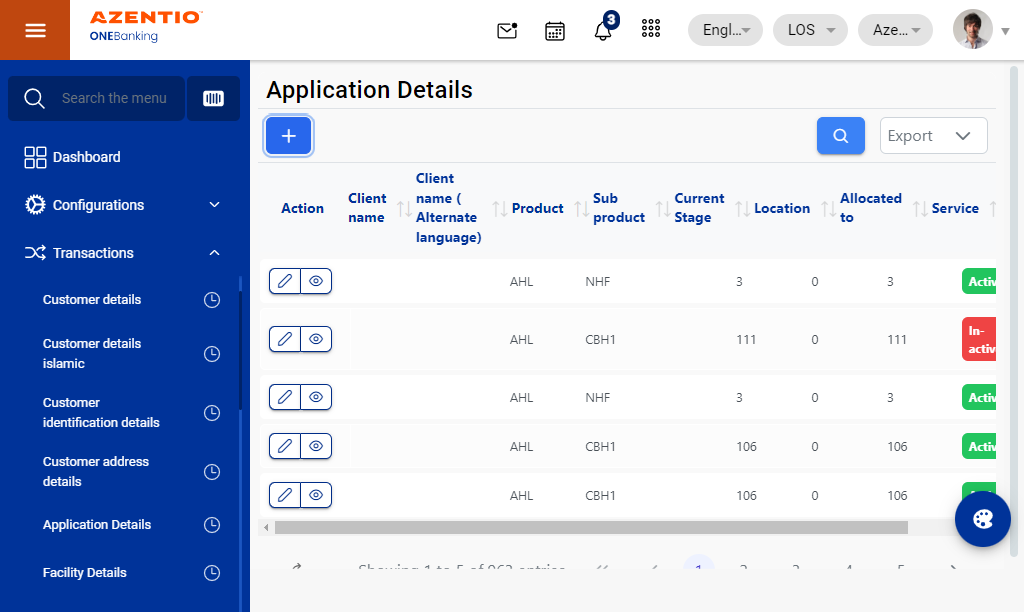 AZENTIO
ONEBanking
3
Engl...
LOS
Aze...
Search the menu
Dashboard
Configurations
Transactions
Customer details
Customer details
islamic
Customer
identification details
Customer address
details
Application Details
Facility Details
Application Details
+
Export
Action
Client
name
Client
name (
Alternate
language)
Product
Sub
product
Current
Stage
Location
Allocated
to
Service
AHL NHF 3 0 3 Activ
AHL CBH1 111 0 111 In-
activ
AHL NHF 3 0 3 Activ
AHL CBH1 106 0 106 Activ
AHL CBH1 106 0 106
Showing 1 to 5 of 963 entries 1 2 3 4 5